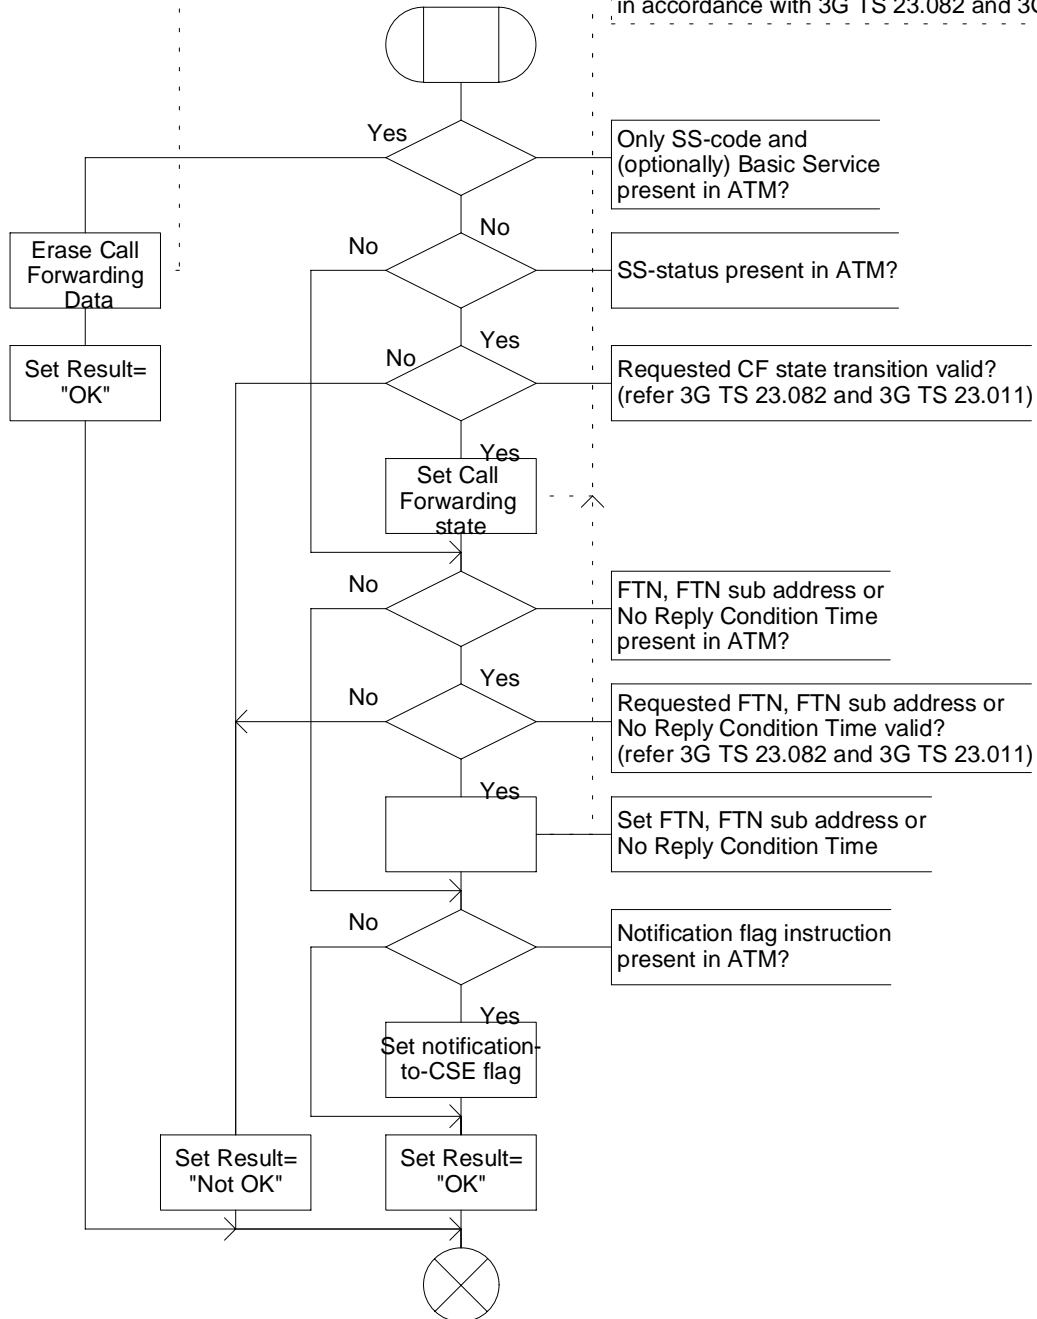 in accordance with 3G TS 23.082 and 3G
Yes
Only SS-code and
(optionally) Basic Service
present in ATM?
No
No
Erase Call
Forwarding
Data
SS-status present in ATM?
Yes
No
Set Result=
"OK"
Requested CF state transition valid?
(refer 3G TS 23.082 and 3G TS 23.011)
Yes
Set Call
Forwarding
state
No
FTN, FTN sub address or
No Reply Condition Time
present in ATM?
Yes
No
Requested FTN, FTN sub address or
No Reply Condition Time valid?
(refer 3G TS 23.082 and 3G TS 23.011)
Yes
Set FTN, FTN sub address or
No Reply Condition Time
No
Notification flag instruction
present in ATM?
Yes
Set notification-
to-CSE flag
Set Result=
"Not OK"
Set Result=
"OK"